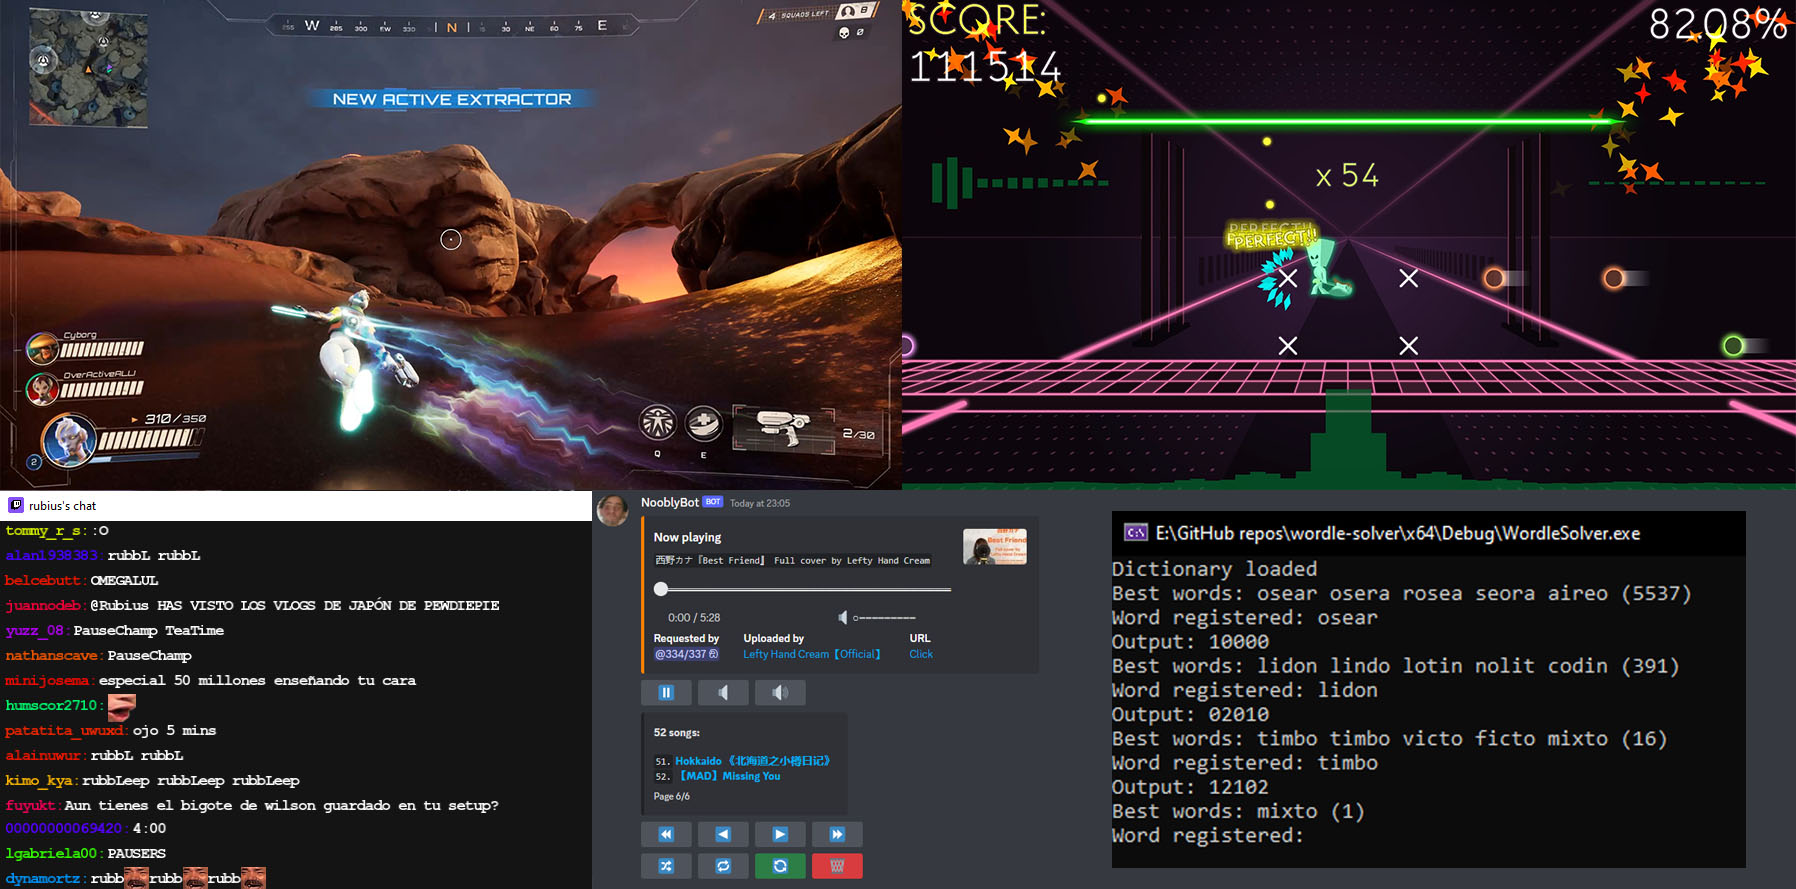 255 W 285 300 EW 330 N 15 30 NE 60 75 E
4 SQUADS LEFT 8
0
NEW ACTIVE EXTRACTOR
Cyborg
OverActiveALLI
310/350
2
Q
E
2/30
SCORE:
111514
82.08%
x 54
PERFECT!!
PERFECT!!
rubius's chat
tommy_r_s: :O
alan1938383: rubbL rubbL
belcebutt: OMEGALUL
juannodeb: @Rubius HAS VISTO LOS VLOGS DE JAPÓN DE PEWDIEPIE
yuzz_08: PauseChamp TeaTime
nathanscave: PauseChamp
minijosema: especial 50 millones enseñando tu cara
humscor2710:
patatita_uwuxd: ojo 5 mins
alainuwur: rubbL rubbL
kimo_kya: rubbLeep rubbLeep rubbLeep
fuyukt: Aun tienes el bigote de wilson guardado en tu setup?
00000000069420: 4:00
lgabriela00: PAUSERS
dynamortz: rubb rubb rubb
NooblyBot BOT Today at 23:05
Now playing
西野カナ『Best Friend』 Full cover by Lefty Hand Cream
Best Friend
0:00 / 5:28
Requested by Uploaded by URL
@334/337 Lefty Hand Cream【Official】 Click
52 songs:
51. Hokkaido 《北海道之小樽日记》
52. 【MAD】Missing You
Page 6/6
E:\GitHub repos\wordle-solver\x64\Debug\WordleSolver.exe
Dictionary loaded
Best words: osear osera rosea seora aireo (5537)
Word registered: osear
Output: 10000
Best words: lidon lindo lotin nolit codin (391)
Word registered: lidon
Output: 02010
Best words: timbo timbo victo ficto mixto (16)
Word registered: timbo
Output: 12102
Best words: mixto (1)
Word registered: